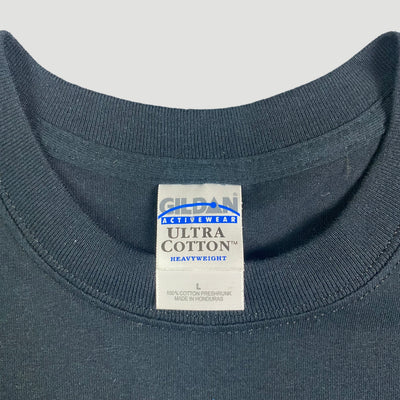 GILDAN
ACTIVEWEAR
ULTRA
COTTON™
HEAVYWEIGHT
L
100% COTTON PRESHRUNK
MADE IN HONDURAS